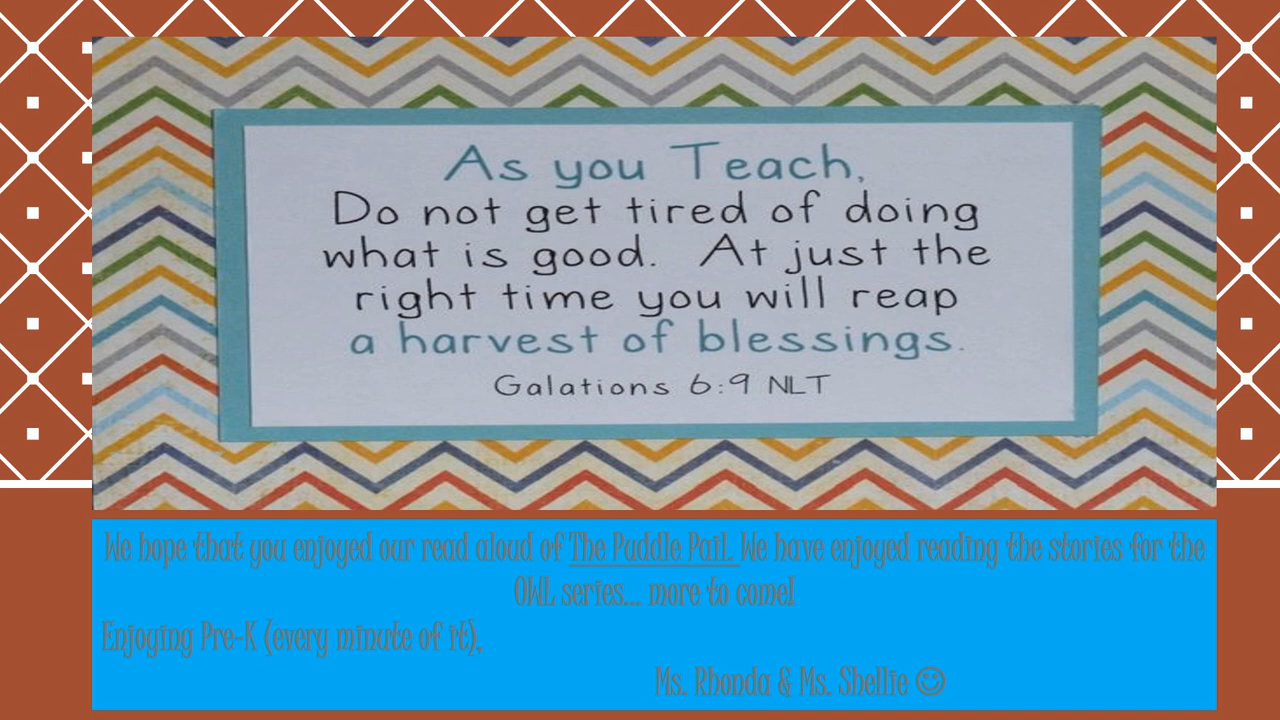 As you Teach,
Do not get tired of doing
what is good. At just the
right time you will reap
a harvest of blessings.
Galations 6:9 NLT
We hope that you enjoyed our read aloud of The Puddle Pail. We have enjoyed reading the stories for the
OWL series... more to come!
Enjoying Pre-K (every minute of it),
Ms. Rhonda & Ms. Shellie ☺